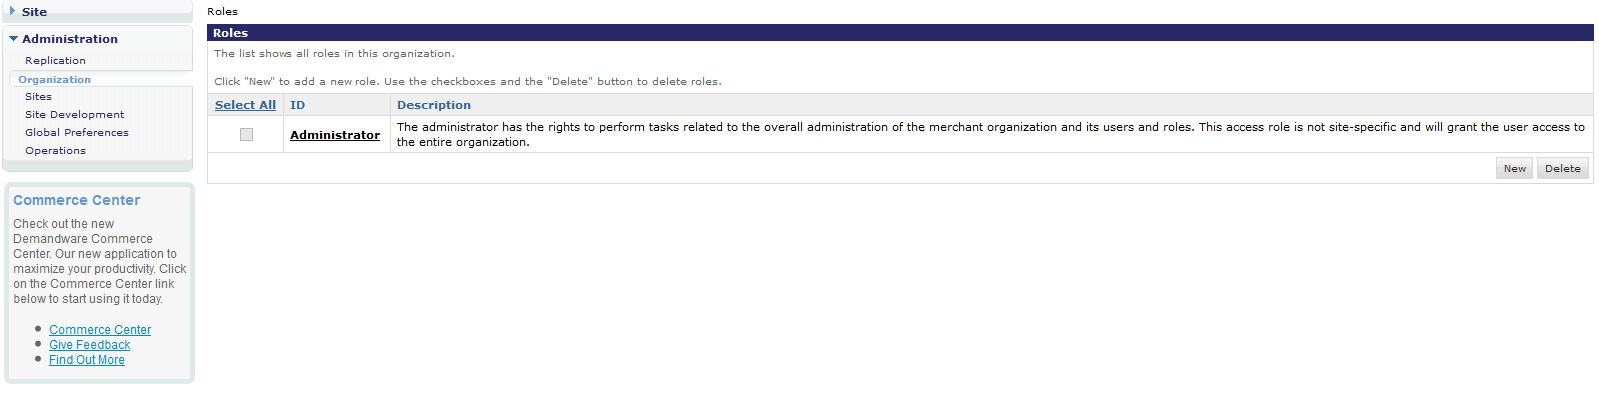 Site
Administration
Replication
Organization
Sites
Site Development
Global Preferences
Operations
Commerce Center
Check out the new
Demandware Commerce
Center. Our new application to
maximize your productivity. Click
on the Commerce Center link
below to start using it today.
Commerce Center
Give Feedback
Find Out More
Roles
Roles
The list shows all roles in this organization.
Click "New" to add a new role. Use the checkboxes and the "Delete" button to delete roles.
Select All ID Description
Administrator The administrator has the rights to perform tasks related to the overall administration of the merchant organization and its users and roles. This access role is not site-specific and will grant the user access to
the entire organization.
New Delete